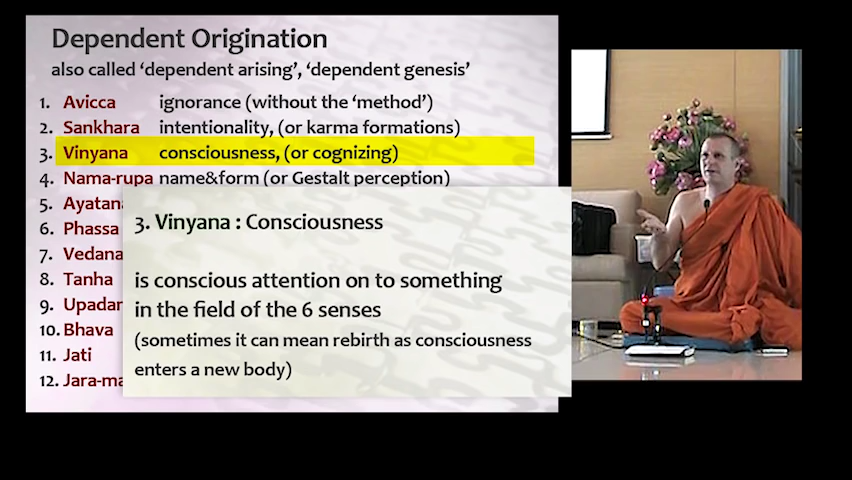 Dependent Origination
also called ‘dependent arising’, ‘dependent genesis’
1. Avicca ignorance (without the ‘method’)
2. Sankhara intentionality, (or karma formations)
3. Vinyana consciousness, (or cognizing)
4. Nama-rupa name&form (or Gestalt perception)
5. Ayatana
6. Phassa
7. Vedana
8. Tanha
9. Upadan
10. Bhava
11. Jati
12. Jara-ma
3. Vinyana : Consciousness
is conscious attention on to something
in the field of the 6 senses
(sometimes it can mean rebirth as consciousness
enters a new body)